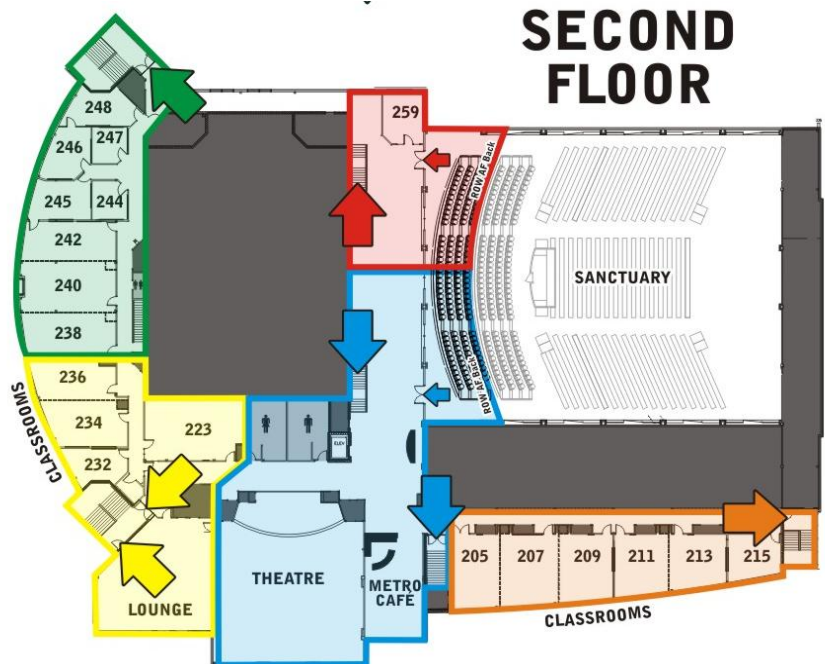 SECOND
FLOOR
259
248
247
246
245
244
242
240
238
ROW AF Back
SANCTUARY
ROW AF Back
236
234
232
223
CLASSROOMS
ELEV
205
207
209
211
213
215
THEATRE
METRO
CAFÉ
LOUNGE
CLASSROOMS